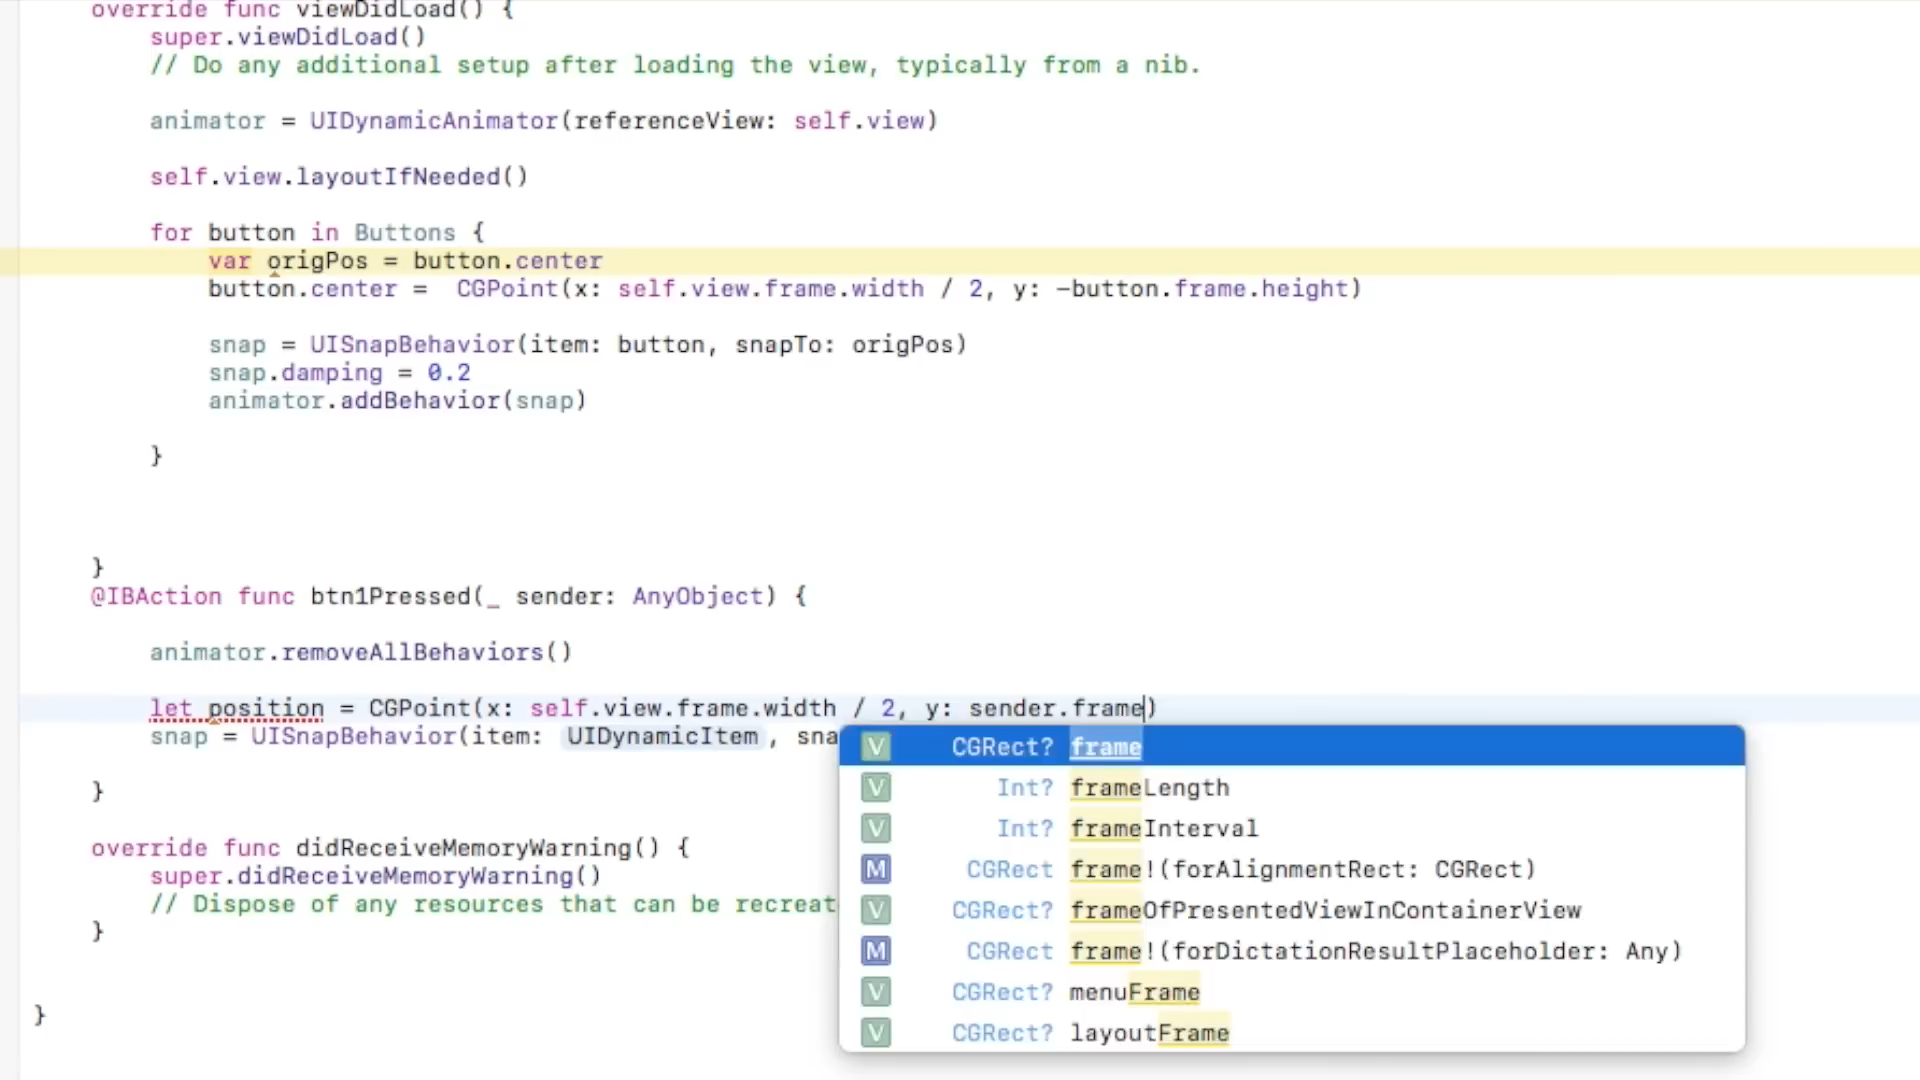 override func viewDidLoad() {
super.viewDidLoad()
// Do any additional setup after loading the view, typically from a nib.
animator = UIDynamicAnimator(referenceView: self.view)
self.view.layoutIfNeeded()
for button in Buttons {
var origPos = button.center
button.center =  CGPoint(x: self.view.frame.width / 2, y: -button.frame.height)
snap = UISnapBehavior(item: button, snapTo: origPos)
snap.damping = 0.2
animator.addBehavior(snap)
}
}
@IBAction func btn1Pressed(_ sender: AnyObject) {
animator.removeAllBehaviors()
let position = CGPoint(x: self.view.frame.width / 2, y: sender.frame)
snap = UISnapBehavior(item: UIDynamicItem, sna
V CGRect? frame
V Int? frameLength
V Int? frameInterval
M CGRect frame!(forAlignmentRect: CGRect)
V CGRect? frameOfPresentedViewInContainerView
M CGRect frame!(forDictationResultPlaceholder: Any)
V CGRect? menuFrame
V CGRect? layoutFrame
}
override func didReceiveMemoryWarning() {
super.didReceiveMemoryWarning()
// Dispose of any resources that can be recreat
}
}